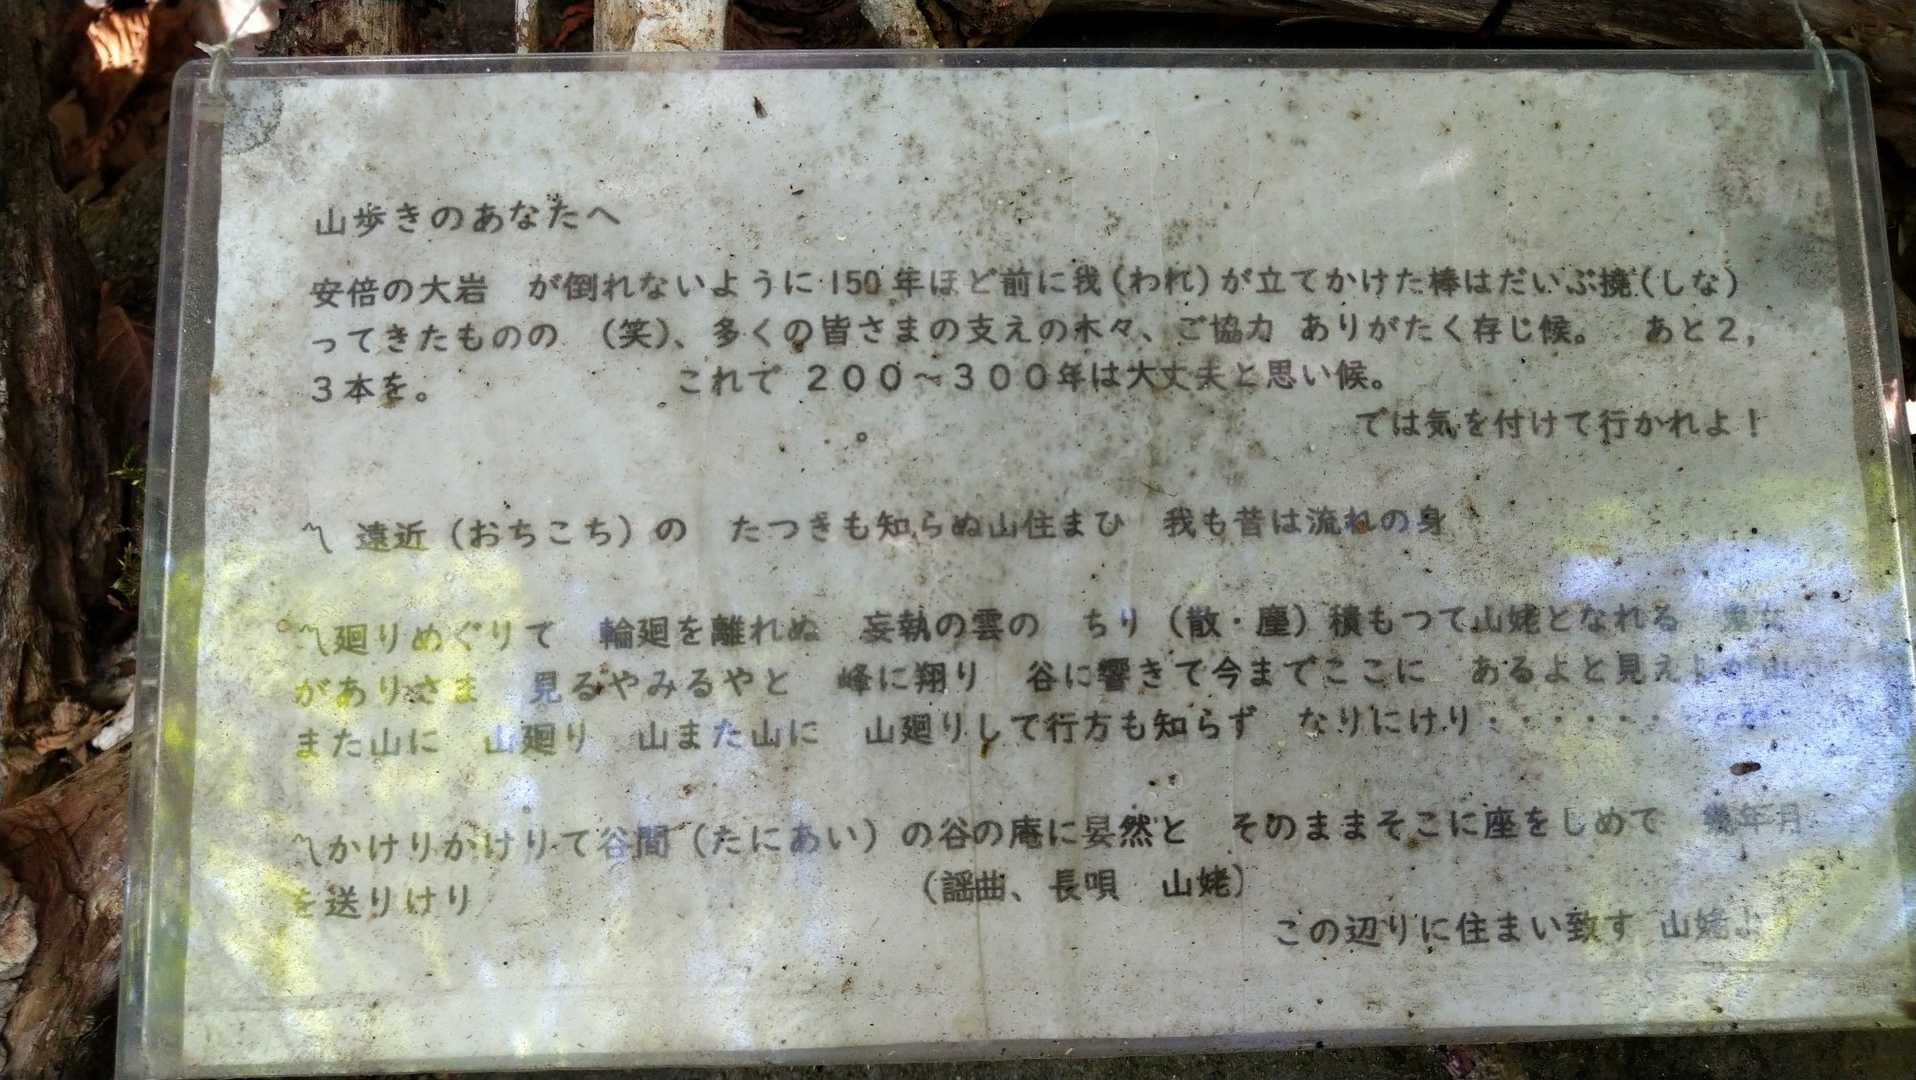 山歩きのあなたへ
安倍の大岩　が倒れないように 150 年ほど前に我（われ）が立てかけた棒はだいぶ撓（しな）
ってきたものの　（笑）、多くの皆さまの支えの木々、ご協力 ありがたく存じ候。　あと２，
３本を。　これで ２００～３００年は大丈夫と思い候。
。
では気を付けて行かれよ！
〽 遠近（おちこち）の　たつきも知らぬ山住まひ　我も昔は流れの身
〽廻りめぐりて　輪廻を離れぬ　妄執の雲の　ちり（散・塵）積もつて山姥となれる　鬼女
がありさま　見るやみるやと　峰に翔り　谷に響きて今までここに　あるよと見えしが山
また山に　山廻り　山また山に　山廻りして行方も知らず　なりにけり・・・・・・・・・
〽かけりかけりて谷間（たにあい）の谷の庵に晏然と　そのままそこに座をしめて　幾年月
を送りけり　（謡曲、長唄　山姥）
この辺りに住まい致す 山姥より